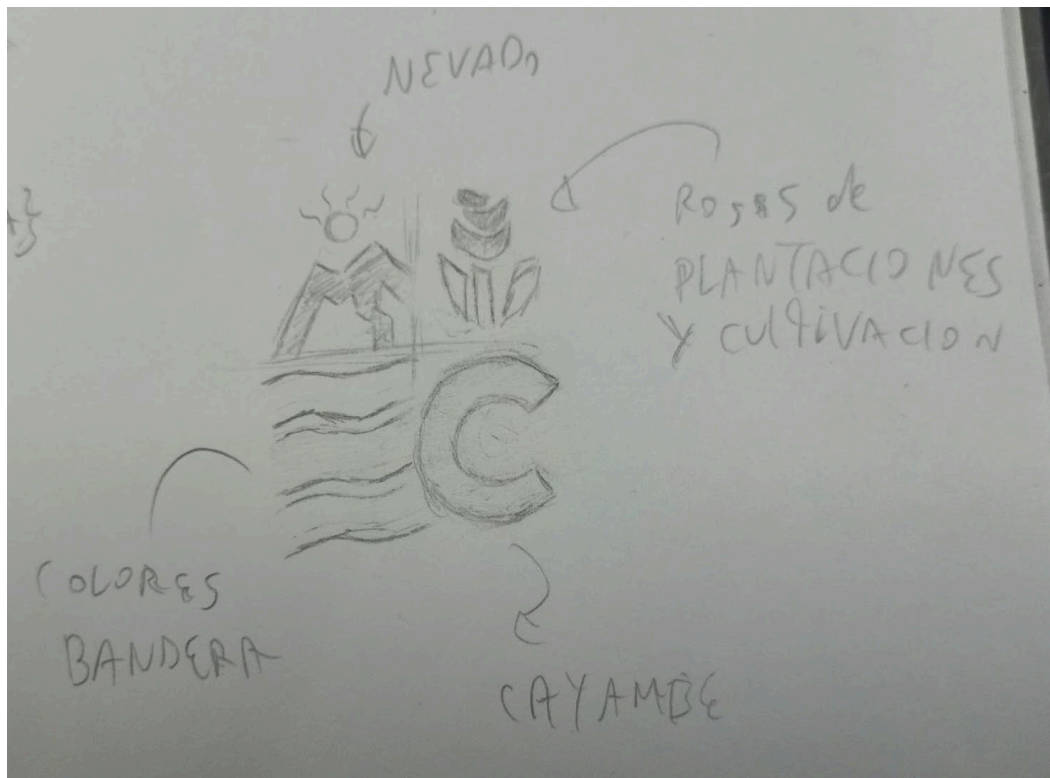 NEVADO
ROSAS de
PLANTACIONES
Y CUltiVACION
C
COLORES
BANDERA
CAYAMBE